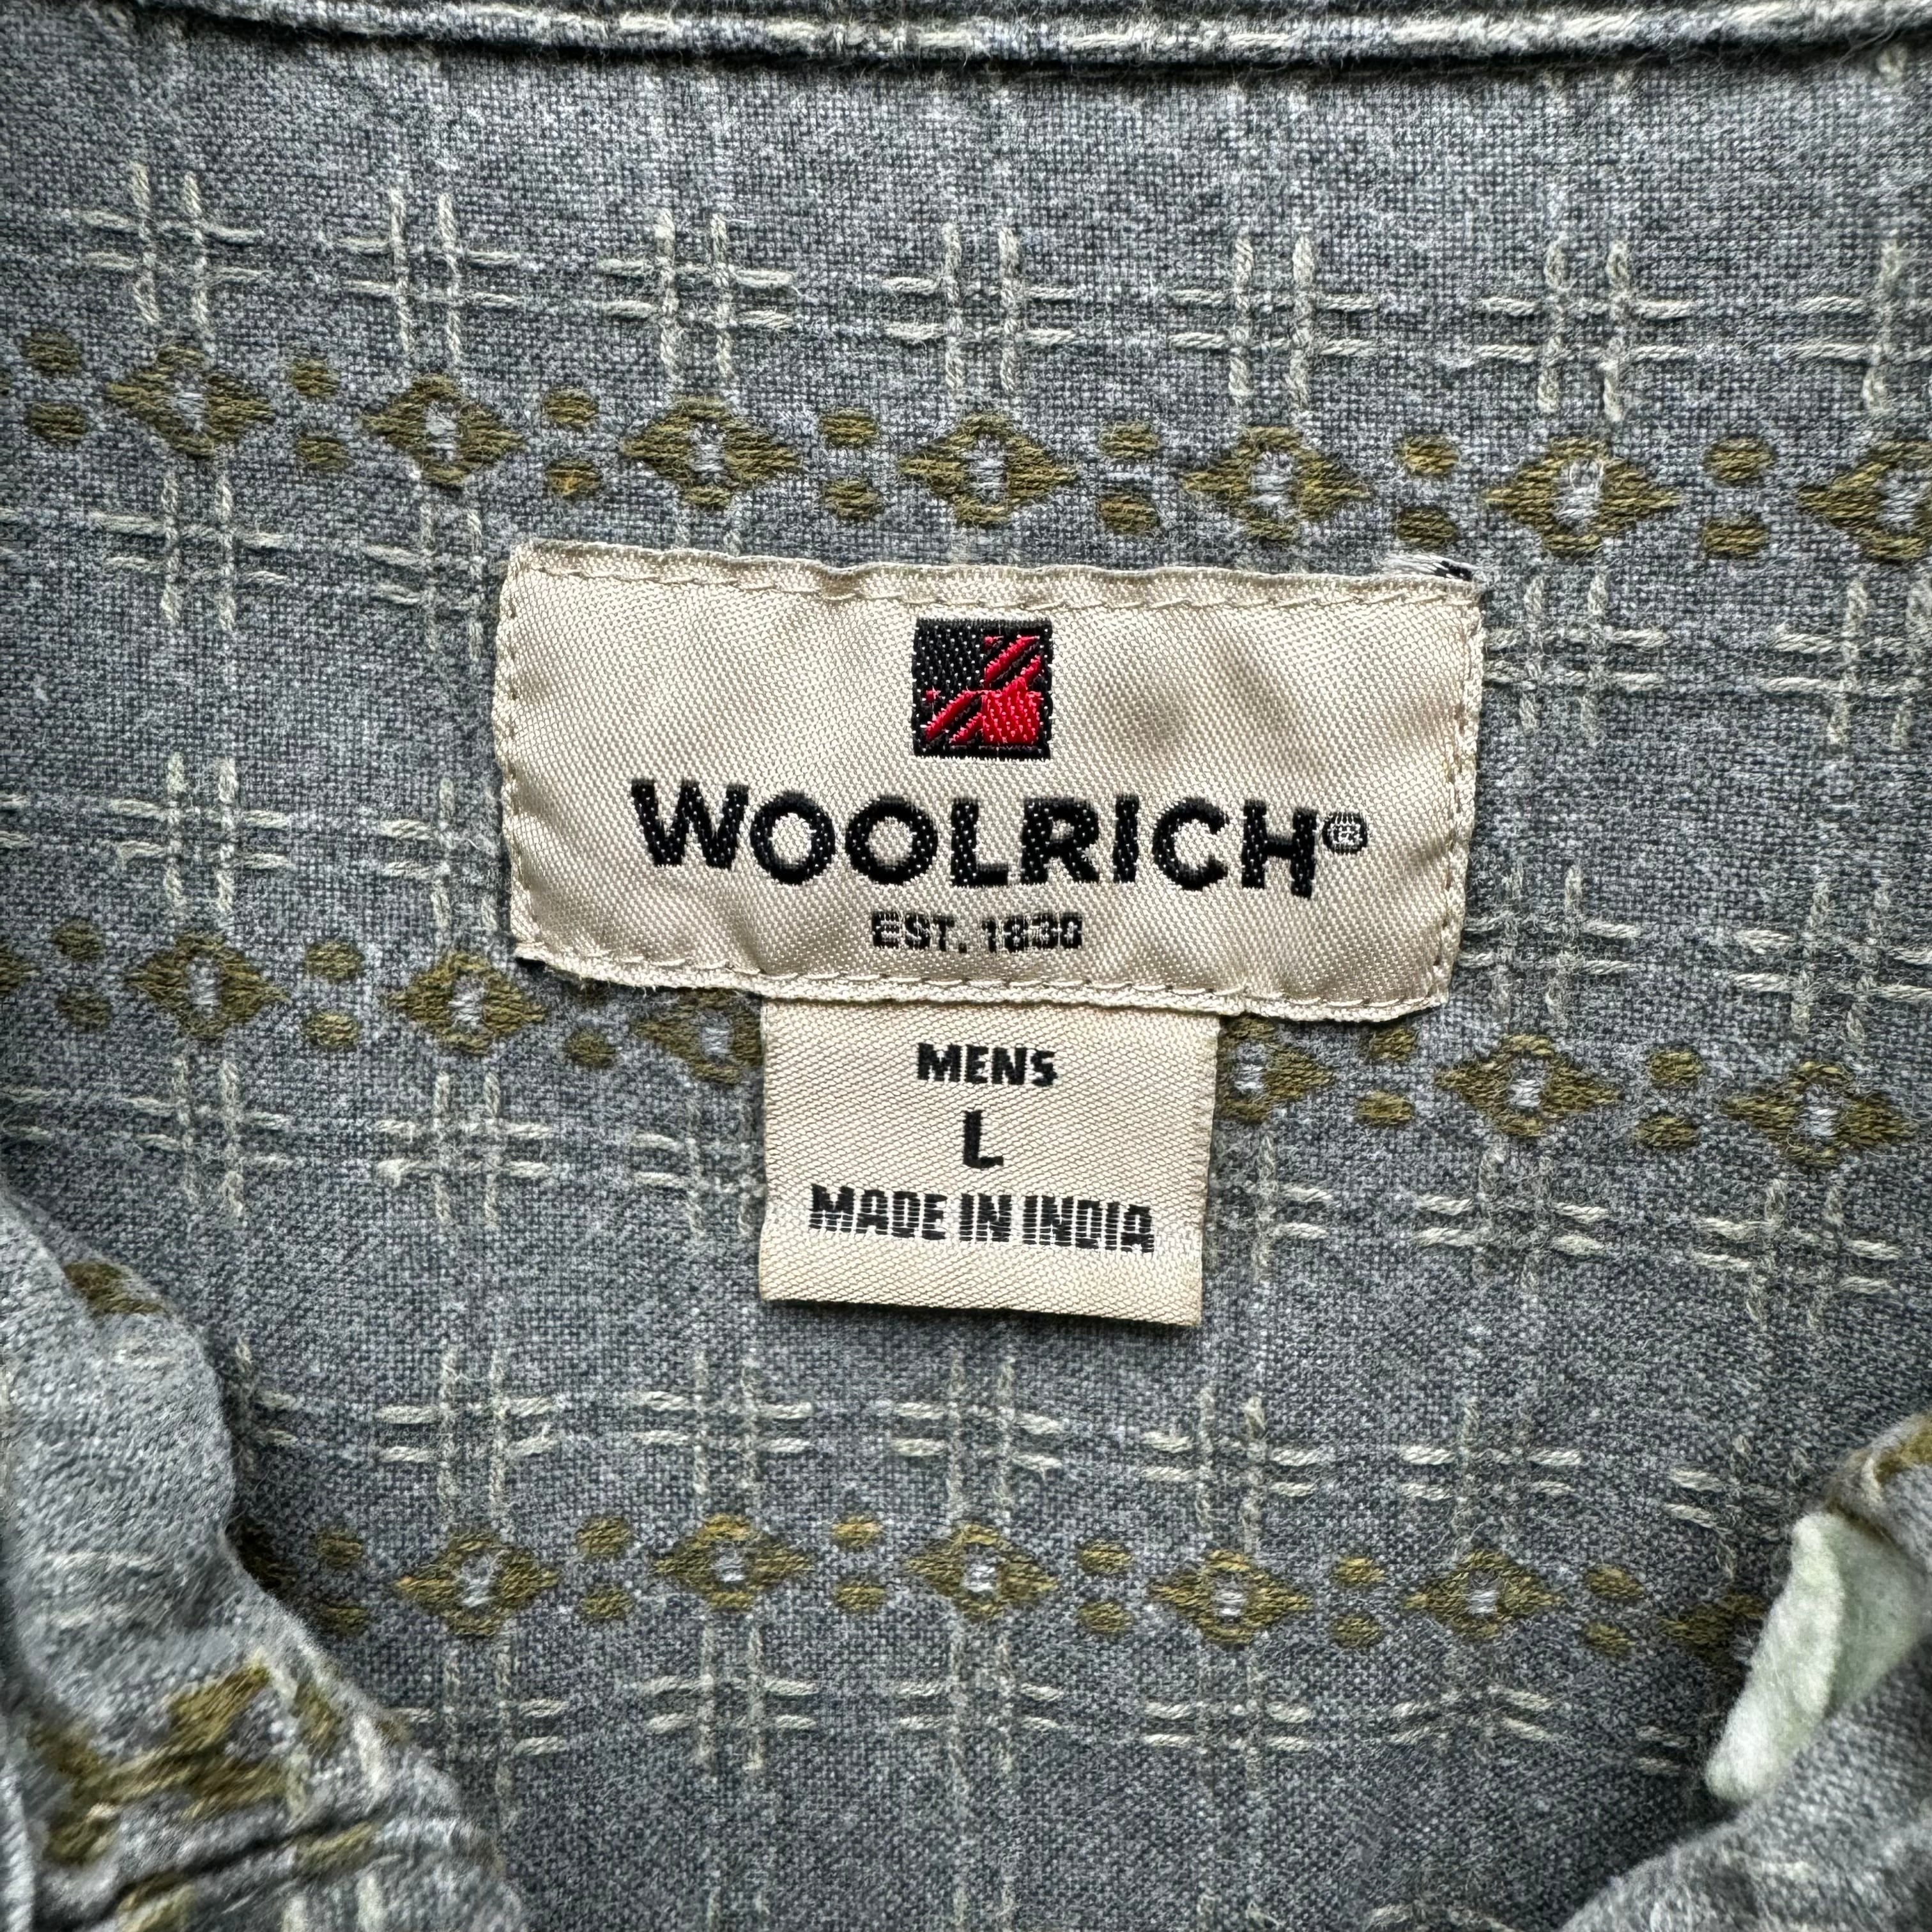 WOOLRICH®
EST. 1830
MENS
L
MADE IN INDIA